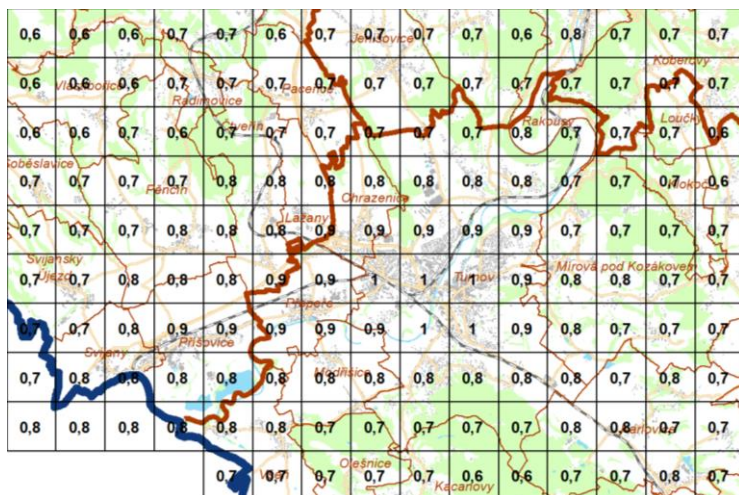 0,6 0,6 0,6 0,7 0,7 0,6 0,7 0,7 0,7 0,7 0,6 0,8 0,7 0,7 0,7
Jenišovice
Koberovy
0,6 0,6 0,6 0,7 0,7 0,7 0,7 0,7 0,7 0,7 0,7 0,7 0,7 0,7 0,7
Vlastibořice
Paceřice
Radimovice
Loučky
Čtveřín
Rakousy
0,6 0,6 0,7 0,6 0,7 0,7 0,7 0,7 0,7 0,7 0,8 0,7 0,7 0,7 0,6
Soběslavice
0,7 0,7 0,7 0,7 0,8 0,8 0,8 0,8 0,8 0,8 0,8 0,7 0,7 0,7 0,6
Pěnčín
Klokočí
Ohrazenice
Lažany
0,7 0,7 0,7 0,8 0,8 0,8 0,9 0,9 0,9 0,9 0,9 0,7 0,7 0,7 0,7
Svijanský
Újezd
Mírová pod Kozákovem
Turnov
0,7 0,7 0,8 0,8 0,8 0,9 0,9 1 1 1 0,9 0,8 0,7 0,7 0,7
Přepeře
0,7 0,7 0,8 0,9 0,9 0,9 0,9 0,9 1 1 0,9 0,8 0,8 0,7 0,7
Příšovice
Svijany
Modřišice
0,7 0,8 0,8 0,8 0,8 0,8 0,8 0,8 0,8 0,8 0,8 0,8 0,7 0,7 0,7
0,8 0,8 0,8 0,8 0,8 0,8 0,7 0,7 0,7 0,7 0,7 0,8 0,8 0,7 0,7
Karlovice
Olešnice
0,7 0,7 0,7 0,7 0,7 0,6 0,6 0,7 0,7 0,8 0,7
Všeň
Kacanovy